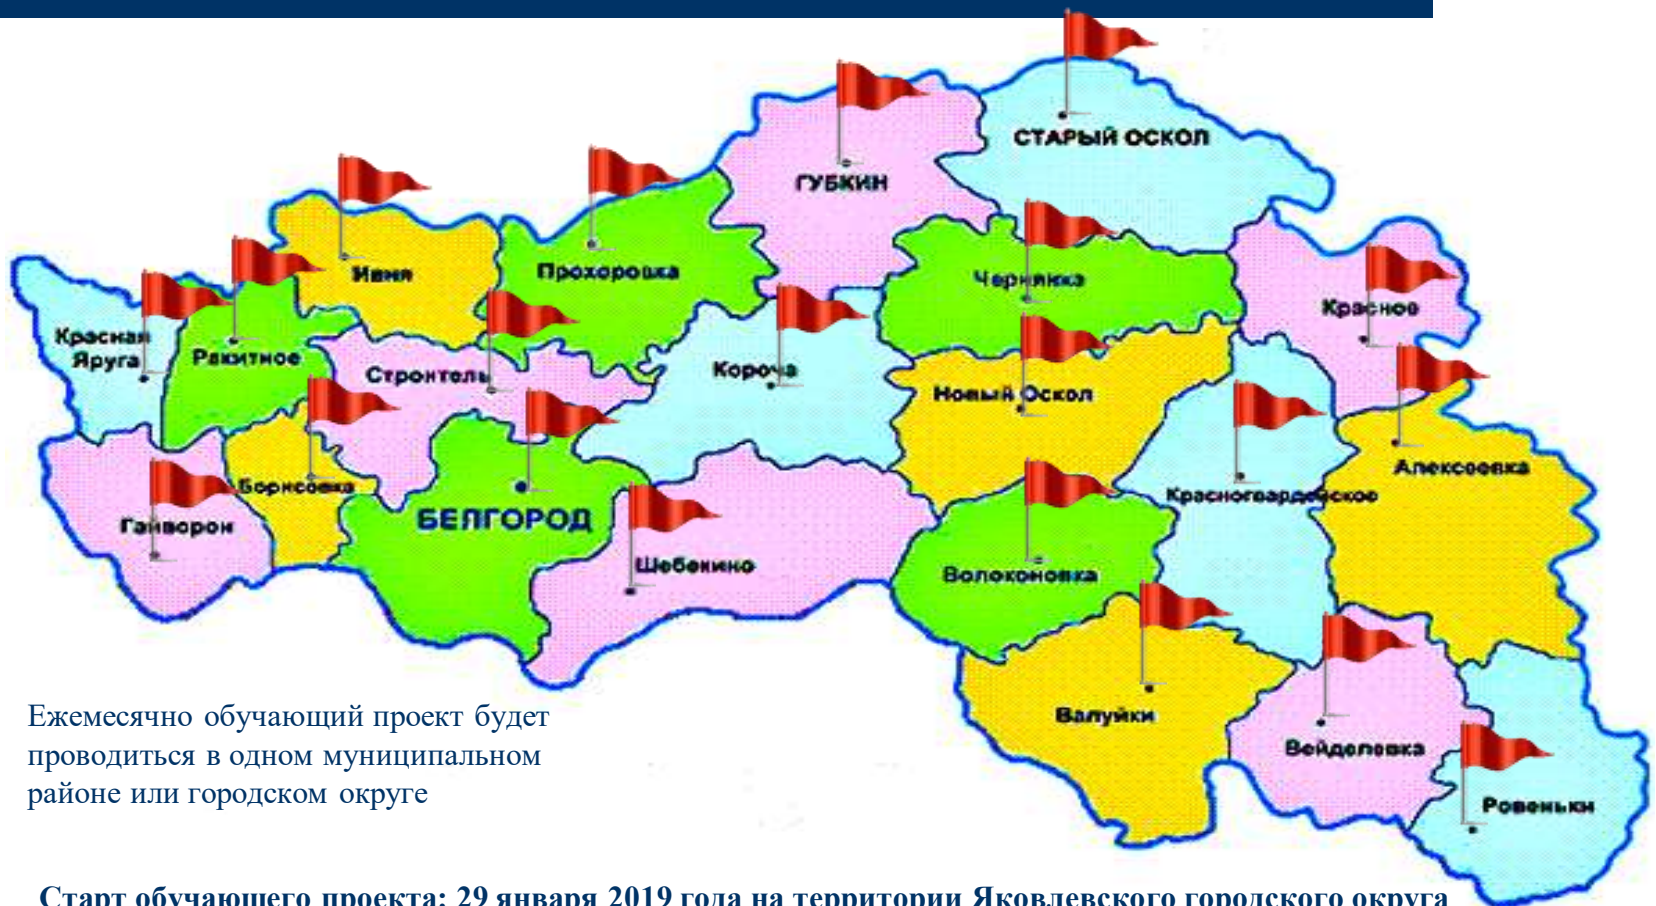 СТАРЫЙ ОСКОЛ
ГУБКИН
Ивня
Прохоровка
Чернянка
Красное
Красная
Яруга
Ракитное
Строитель
Короча
Новый Оскол
Алексеевка
Борисовка
Красногвардейское
Грайворон
БЕЛГОРОД
Шебекино
Волоконовка
Валуйки
Вейделевка
Ровеньки
Ежемесячно обучающий проект будет
проводиться в одном муниципальном
районе или городском округе
Старт обучающего проекта: 29 января 2019 года на территории Яковлевского городского округа